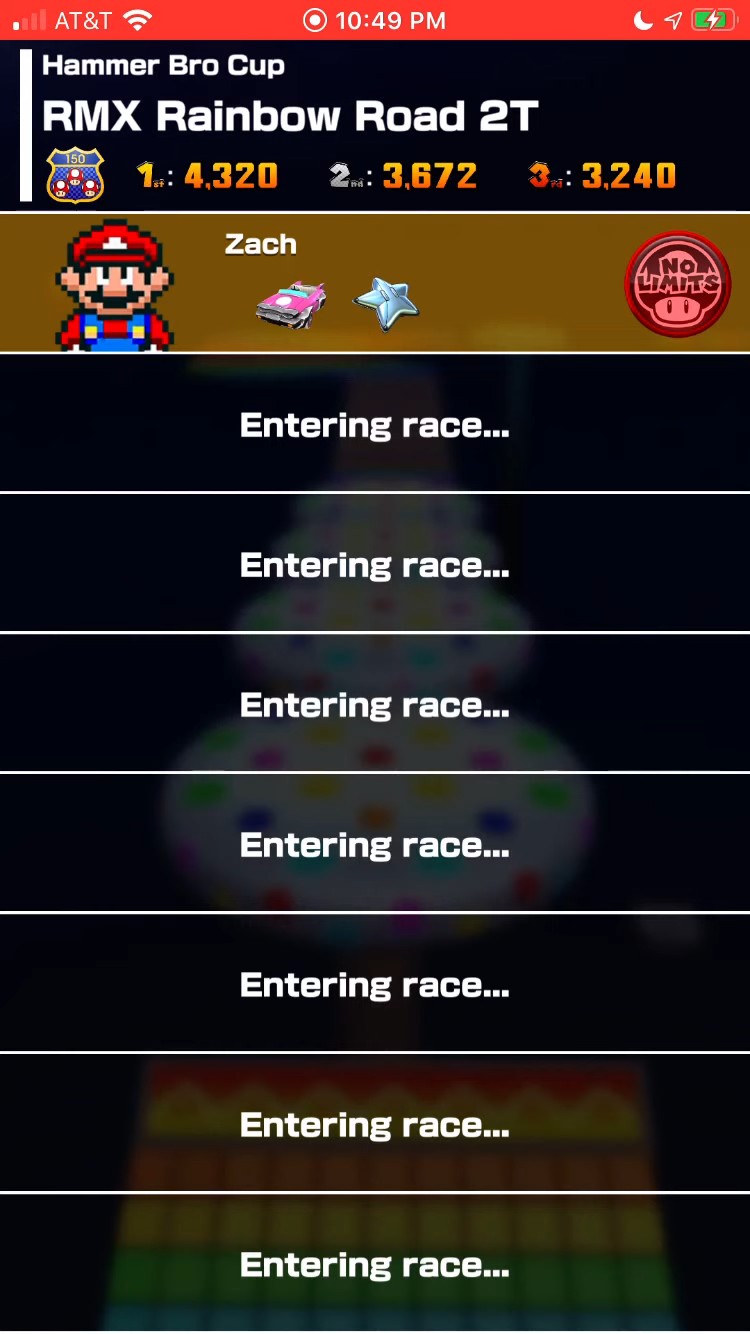 AT&T 10:49 PM
Hammer Bro Cup
RMX Rainbow Road 2T
150 1st: 4,320 2nd: 3,672 3rd: 3,240
Zach
NO
LIMITS
Entering race...
Entering race...
Entering race...
Entering race...
Entering race...
Entering race...
Entering race...